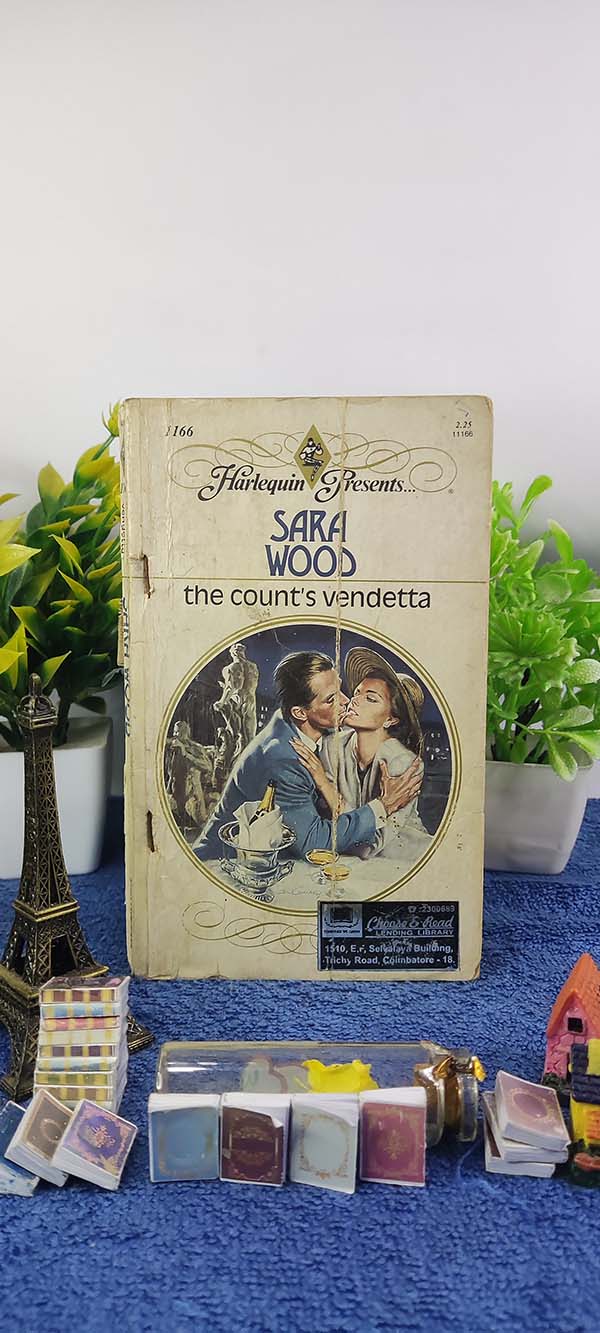 1166
2.25
11166
Harlequin Presents...
®
SARA
WOOD
the count's vendetta
☎:2300683
Choose & Read
LENDING LIBRARY
1510, E.r, Selvalaya Building,
Trichy Road, Coimbatore - 18.